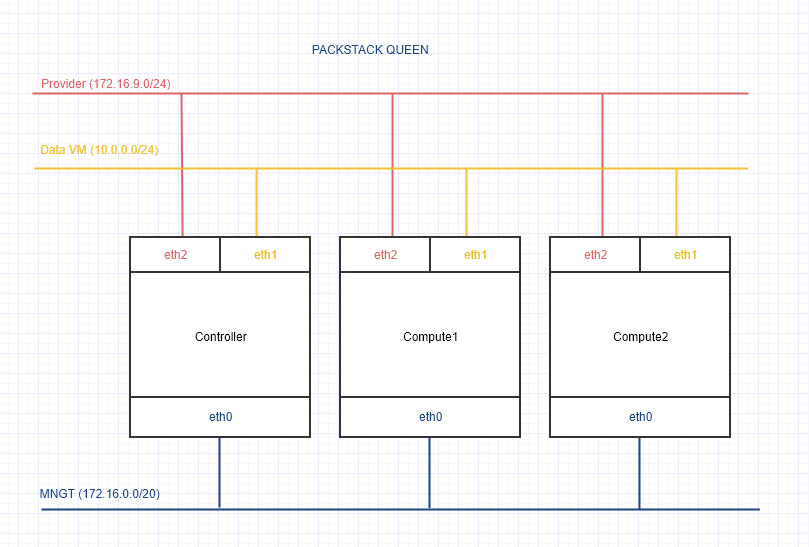 PACKSTACK QUEEN
Provider (172.16.9.0/24)
Data VM (10.0.0.0/24)
eth2 eth1 eth2 eth1 eth2 eth1
Controller Compute1 Compute2
eth0 eth0 eth0
MNGT (172.16.0.0/20)